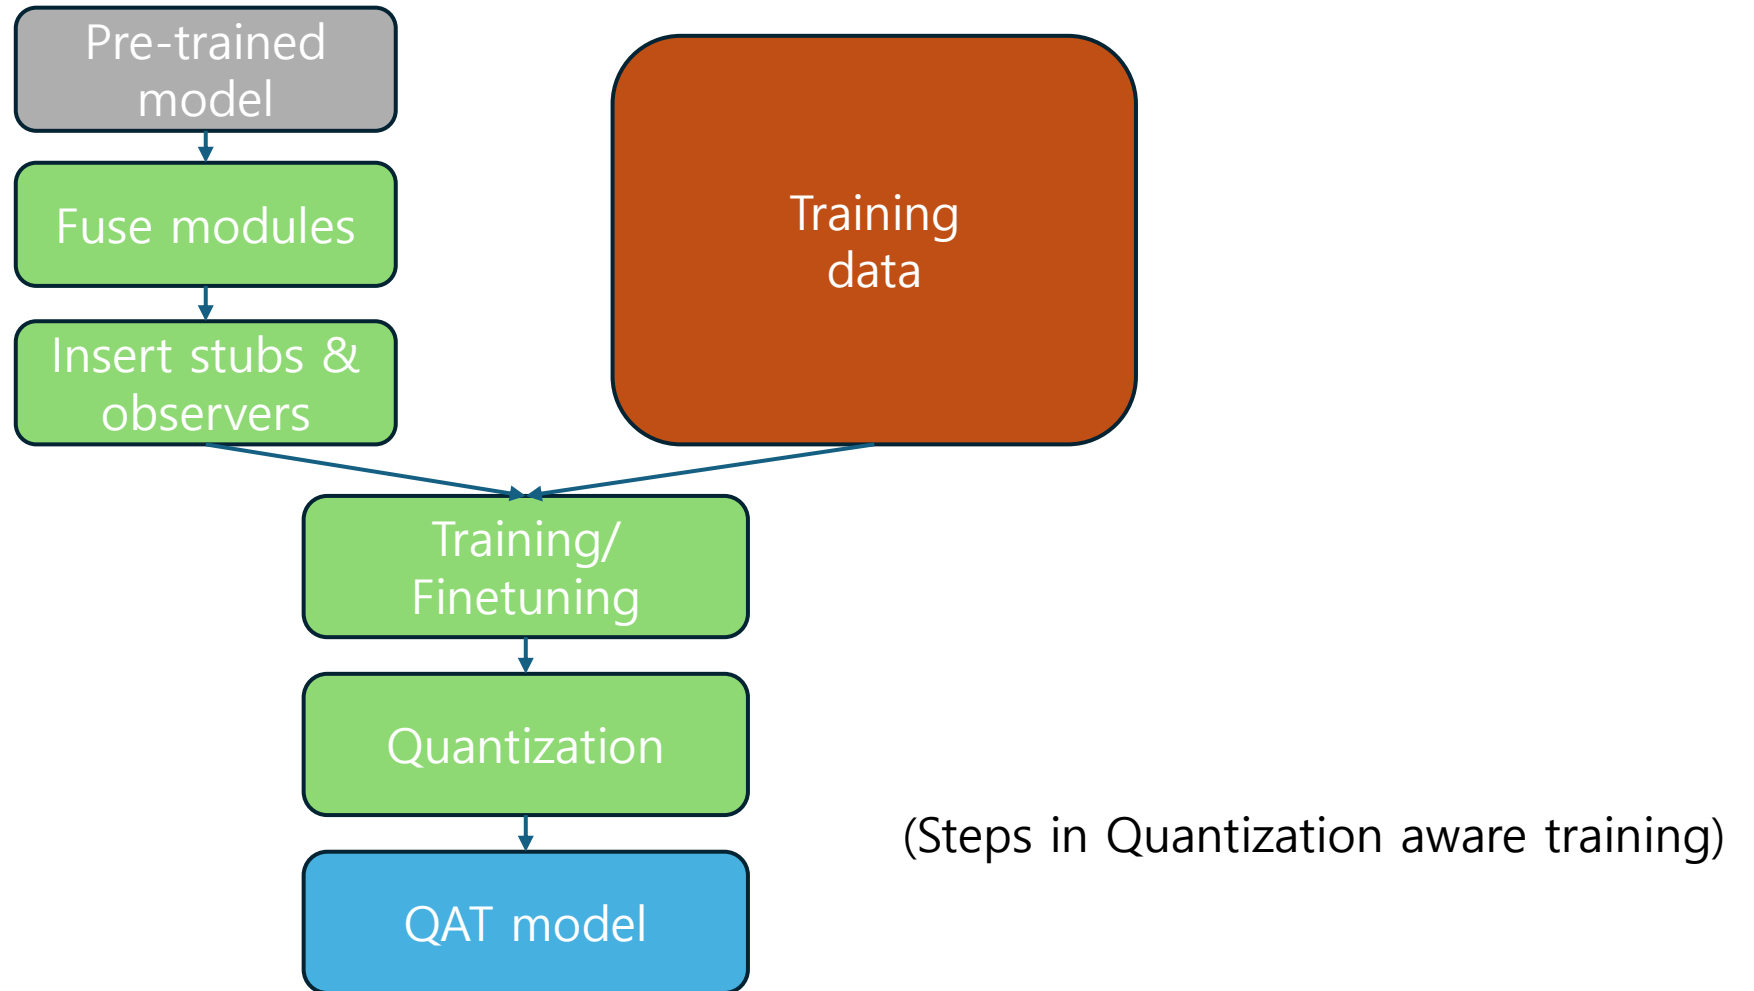 Pre-trained
model
Fuse modules
Insert stubs &
observers
Training
data
Training/
Finetuning
Quantization
QAT model
(Steps in Quantization aware training)